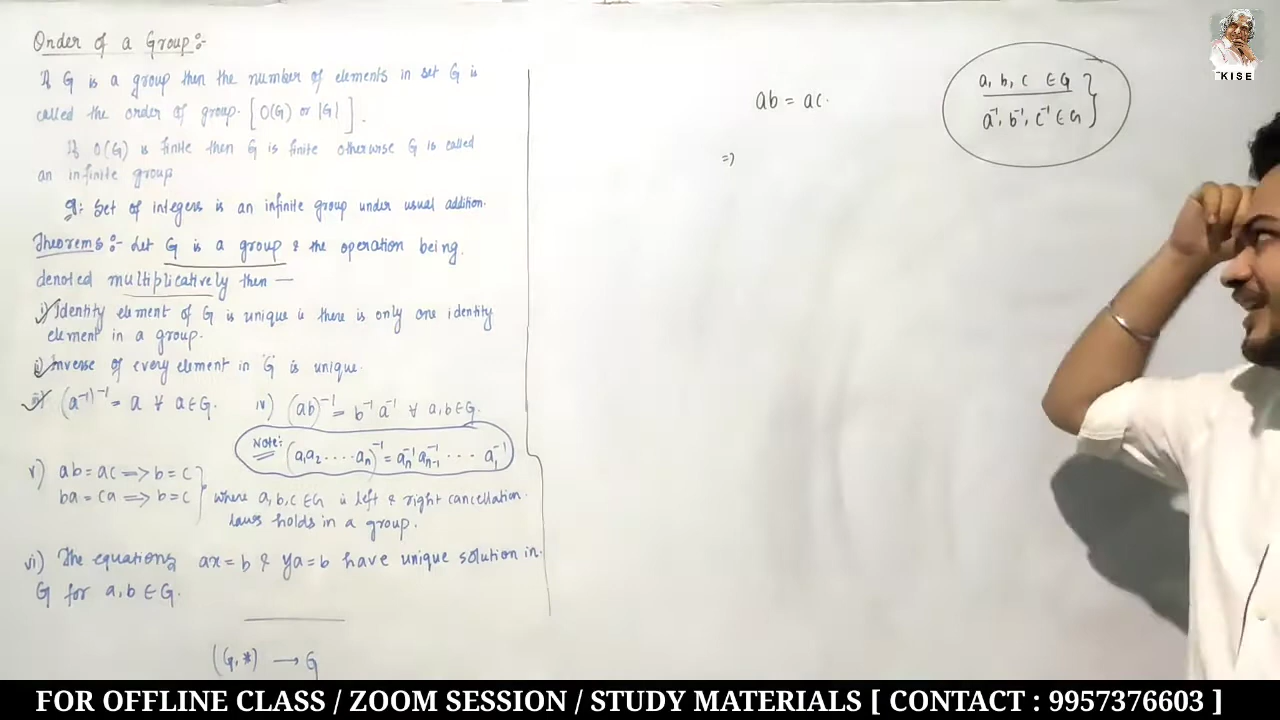 Order of a Group:-
If G is a group then the number of elements in set G is
called the order of group. [O(G) or |G|].
If O(G) is finite then G is finite otherwise G is called
an infinite group
g: Set of integers is an infinite group under usual addition.
Theorems:- Let G is a group & the operation being
denoted multiplicatively then —
i) Identity element of G is unique ie there is only one identity
element in a group.
ii) Inverse of every element in 'G' is unique.
iii) (a⁻¹)⁻¹ = a ∀ a∈G. iv) (ab)⁻¹ = b⁻¹ a⁻¹ ∀ a,b∈G.
Note: (a₁a₂.....aₙ)⁻¹ = aₙ⁻¹ aₙ₋₁⁻¹ .... a₁⁻¹
v) ab = ac ⟹ b = c
ba = ca ⟹ b = c } where a,b,c ∈G ie left & right cancellation
laws holds in a group.
vi) The equations ax = b & ya = b have unique solution in
G for a,b ∈ G.
(G,*) → G
ab = ac.
⇒
a, b, c ∈ G
a⁻¹, b⁻¹, c⁻¹ ∈ G }
KISE
FOR OFFLINE CLASS / ZOOM SESSION / STUDY MATERIALS [ CONTACT : 9957376603 ]